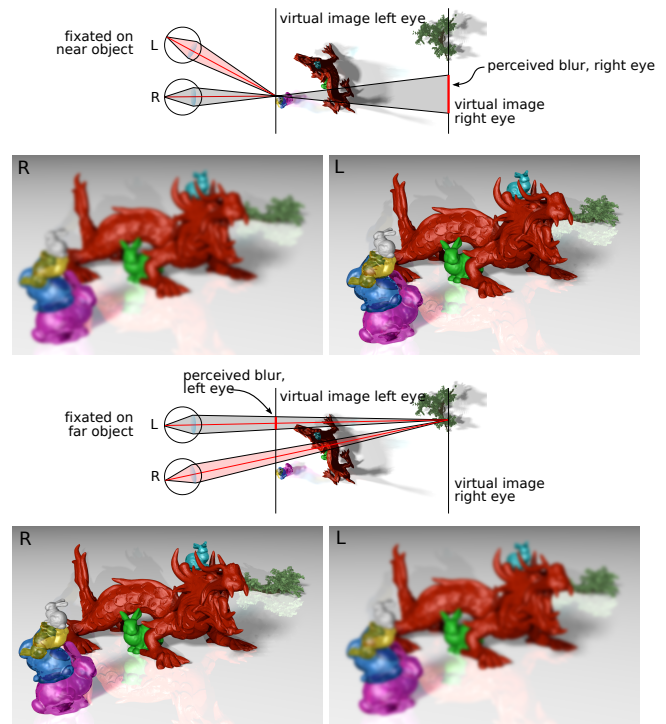 virtual image left eye
fixated on
near object
L
R
perceived blur, right eye
virtual image
right eye
R
L
perceived blur,
left eye
virtual image left eye
fixated on
far object
L
R
virtual image
right eye
R
L